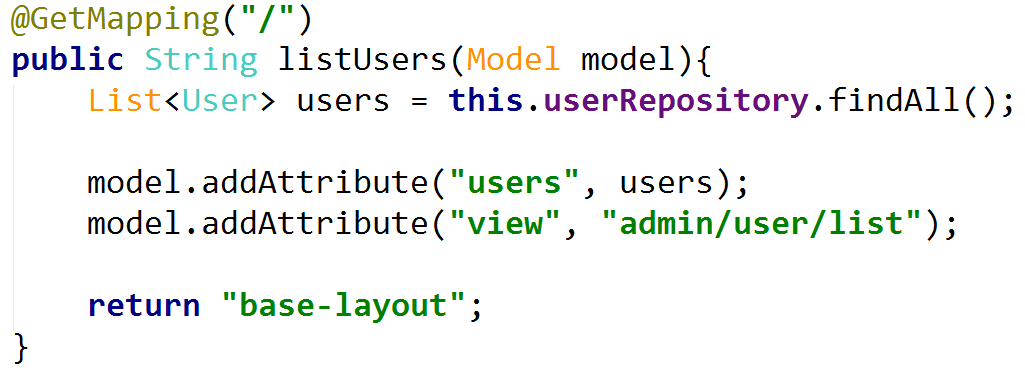 @GetMapping("/")
public String listUsers(Model model){
    List<User> users = this.userRepository.findAll();

    model.addAttribute("users", users);
    model.addAttribute("view", "admin/user/list");

    return "base-layout";
}